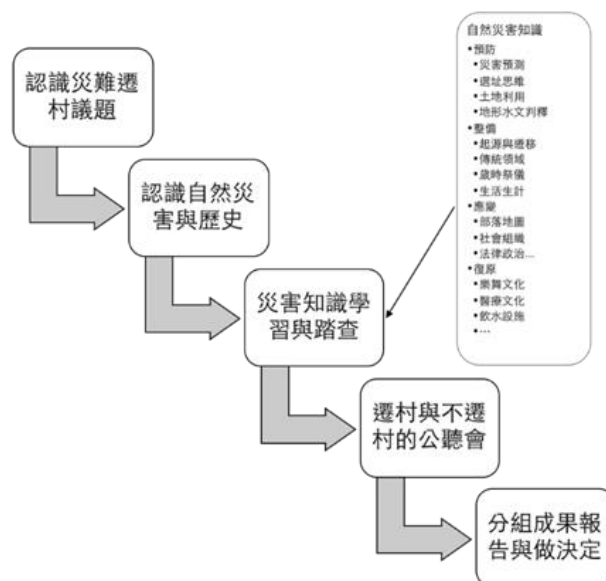 認識災難遷
村議題
認識自然災
害與歷史
災害知識學
習與踏查
遷村與不遷
村的公聽會
分組成果報
告與做決定
自然災害知識
•預防
•災害預測
•選址思維
•土地利用
•地形水文判釋
•整備
•起源與遷移
•傳統領域
•歲時祭儀
•生活生計
•應變
•部落地圖
•社會組織
•法律政治...
•復原
•樂舞文化
•醫療文化
•飲水設施
•…